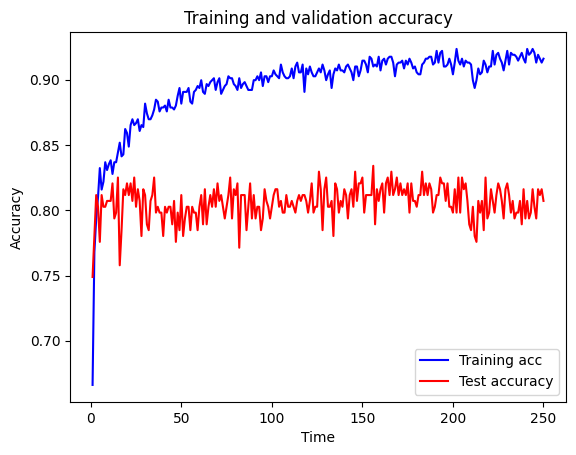 Training and validation accuracy
Accuracy
0.90
0.85
0.80
0.75
0.70
Training acc
Test accuracy
0
50
100
150
200
250
Time